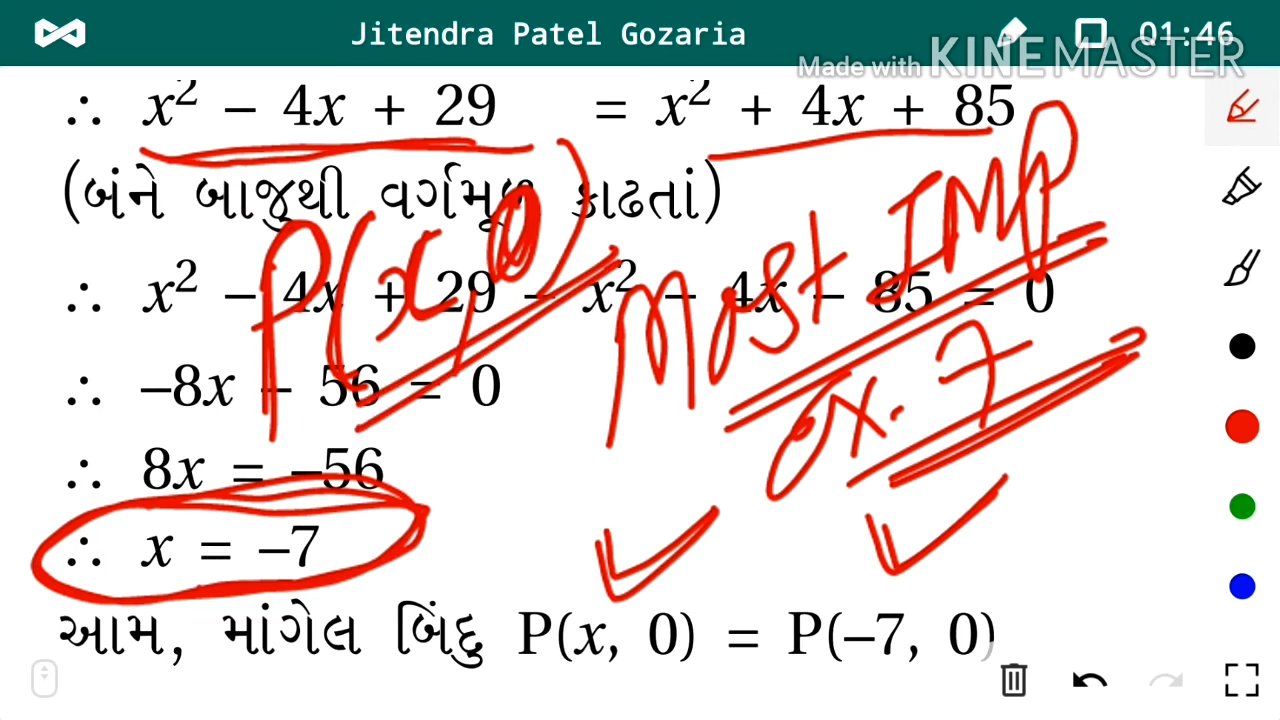 Jitendra Patel Gozaria 01:46
Made with KINEMASTER
∴ x² − 4x + 29 = x² + 4x + 85
(બંને બાજુથી વર્ગમૂળ કાઢતાં)
∴ x² − 4x + 29 − x² − 4x − 85 = 0
P(x, 0) Most IMP
∴ −8x − 56 = 0
ex. 7
∴ 8x = −56
∴ x = −7
આમ, માંગેલ બિંદુ P(x, 0) = P(−7, 0)